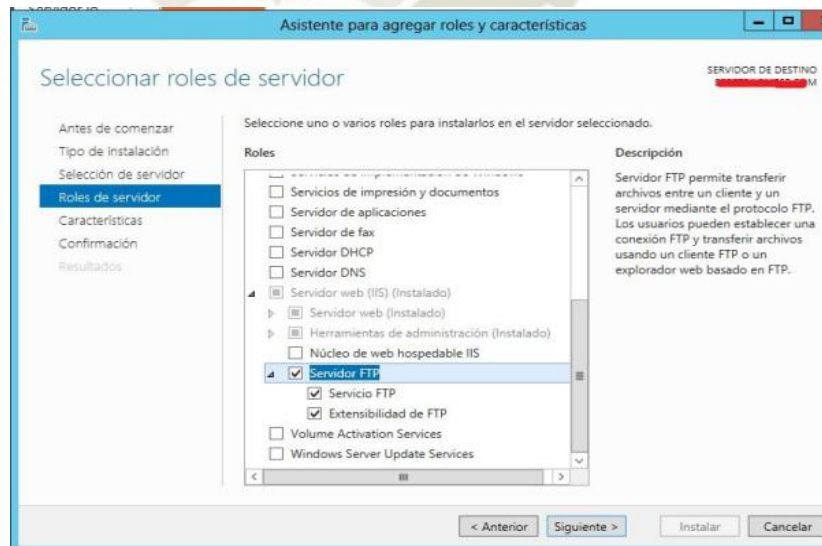 Asistente para agregar roles y características
Seleccionar roles de servidor
SERVIDOR DE DESTINO
Antes de comenzar
Tipo de instalación
Selección de servidor
Roles de servidor
Características
Confirmación
Resultados
Seleccione uno o varios roles para instalarlos en el servidor seleccionado.
Roles
Servicios de impresión y documentos
Servidor de aplicaciones
Servidor de fax
Servidor DHCP
Servidor DNS
Servidor web (IIS) (Instalado)
Servidor web (Instalado)
Herramientas de administración (Instalado)
Núcleo de web hospedable IIS
Servidor FTP
Servicio FTP
Extensibilidad de FTP
Volume Activation Services
Windows Server Update Services
Descripción
Servidor FTP permite transferir
archivos entre un cliente y un
servidor mediante el protocolo FTP.
Los usuarios pueden establecer una
conexión FTP y transferir archivos
usando un cliente FTP o un
explorador web basado en FTP.
< Anterior
Siguiente >
Instalar
Cancelar